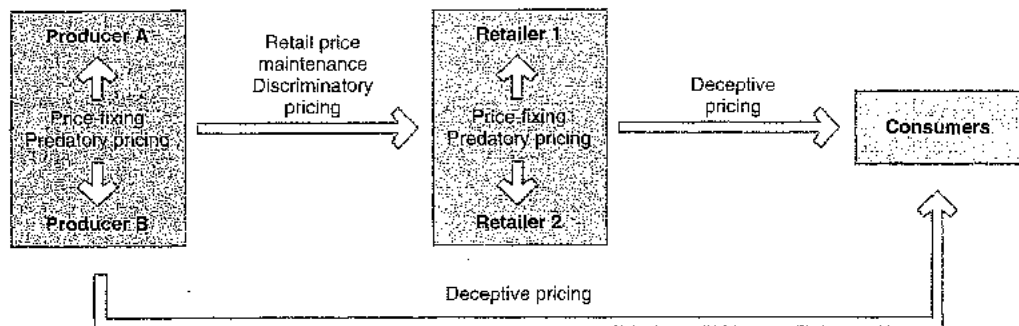 Producer A
Price-fixing
Predatory pricing
Producer B
Retail price
maintenance
Discriminatory
pricing
Retailer 1
Price-fixing
Predatory pricing
Retailer 2
Deceptive
pricing
Consumers
Deceptive pricing